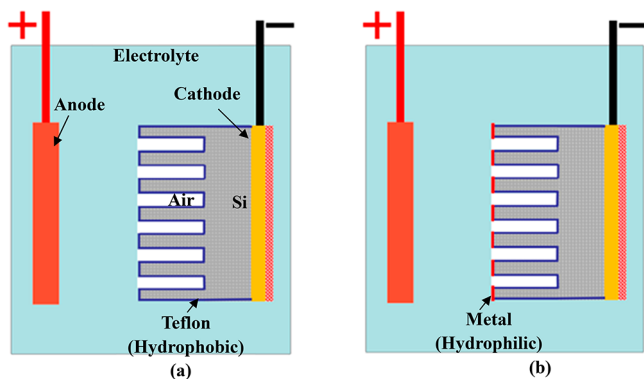 +
−
Electrolyte
Cathode
Anode
Air
Si
Teflon
(Hydrophobic)
(a)
+
−
Metal
(Hydrophilic)
(b)